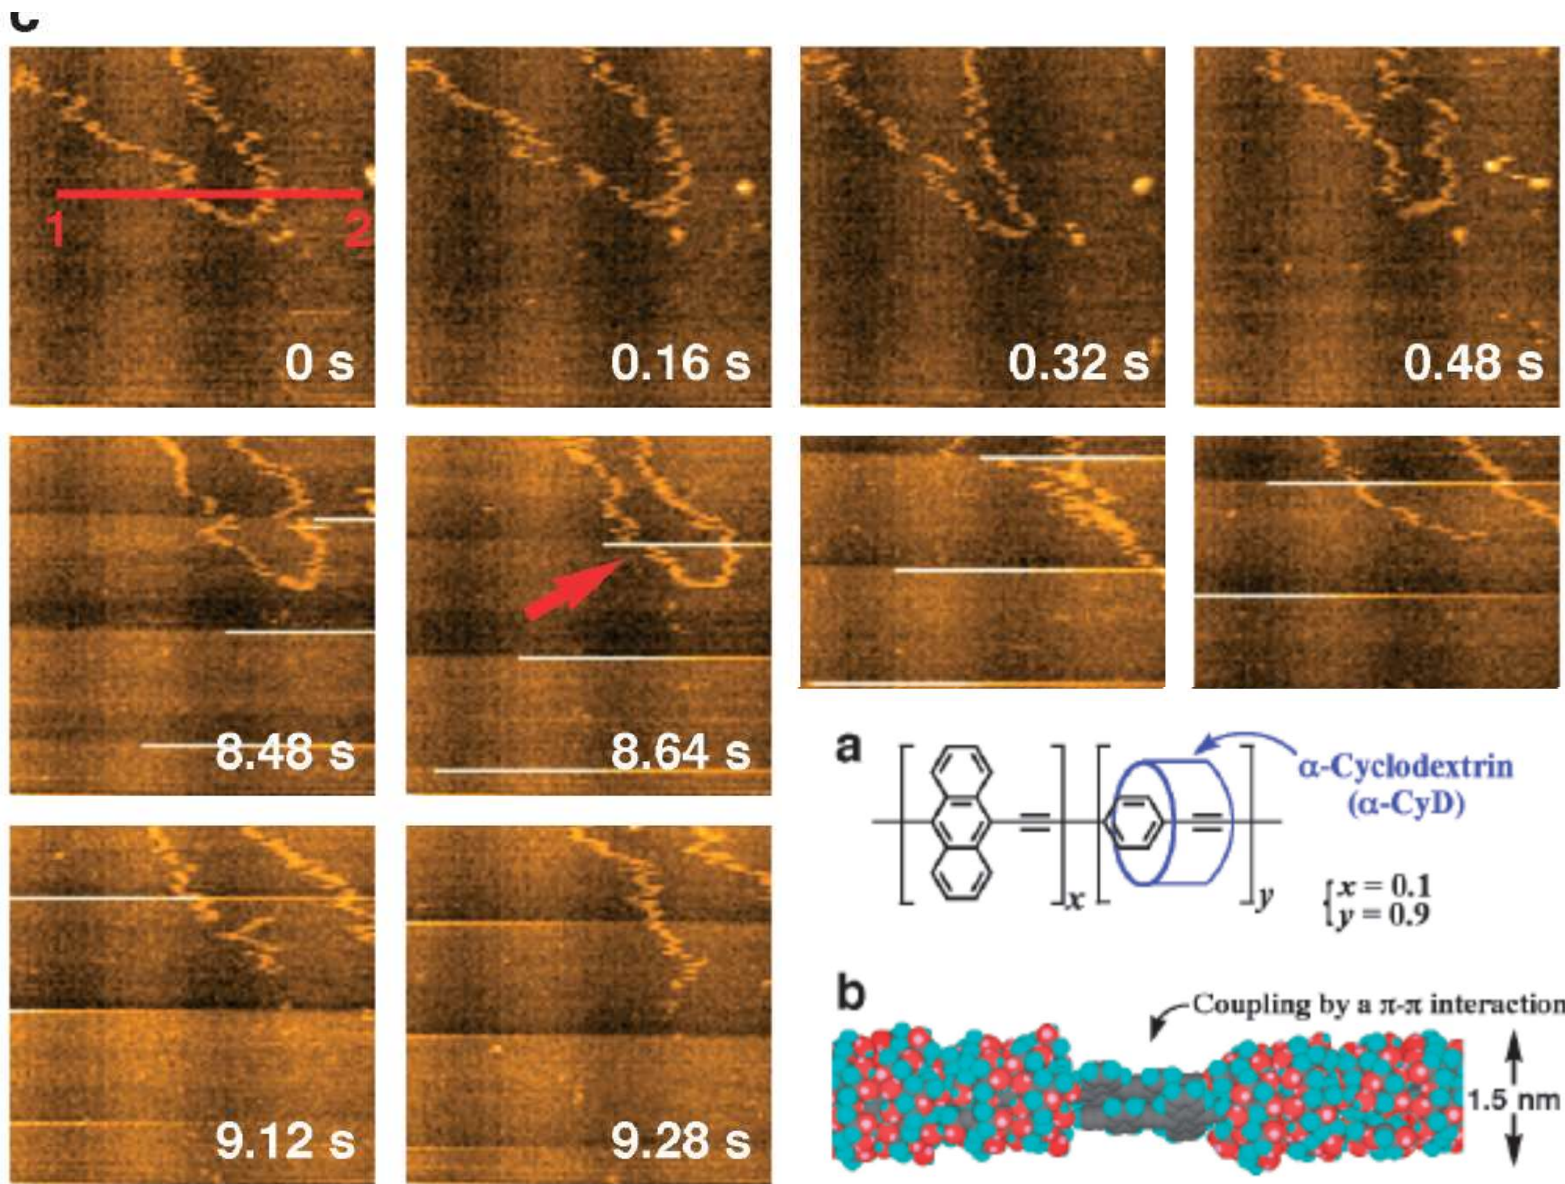 c
1
2
0 s
0.16 s
0.32 s
0.48 s
8.48 s
8.64 s
a
α-Cyclodextrin
(α-CyD)
x
y
x = 0.1
y = 0.9
b
Coupling by a π-π interaction
1.5 nm
9.12 s
9.28 s